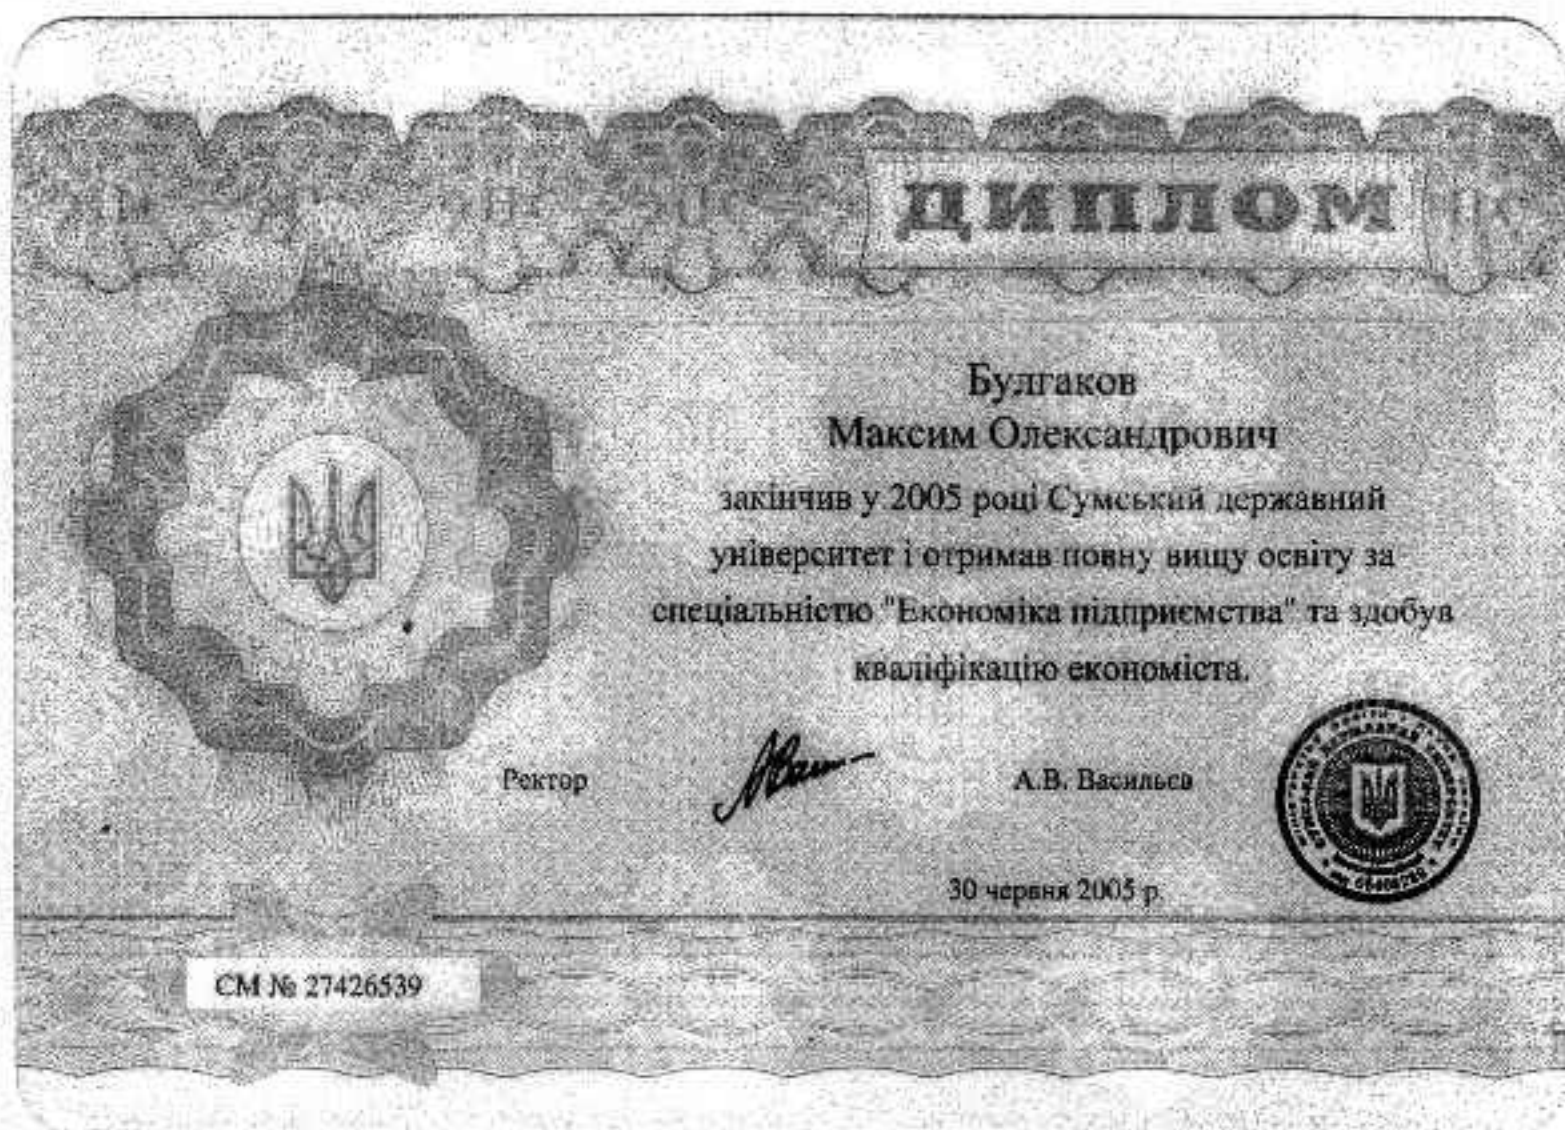 ДИПЛОМ
Булгаков
Максим Олександрович
закінчив у 2005 році Сумський державний
університет і отримав повну вищу освіту за
спеціальністю "Економіка підприємства" та здобув
кваліфікацію економіста.
Ректор А.В. Васильєв
30 червня 2005 р.
СМ № 27426539